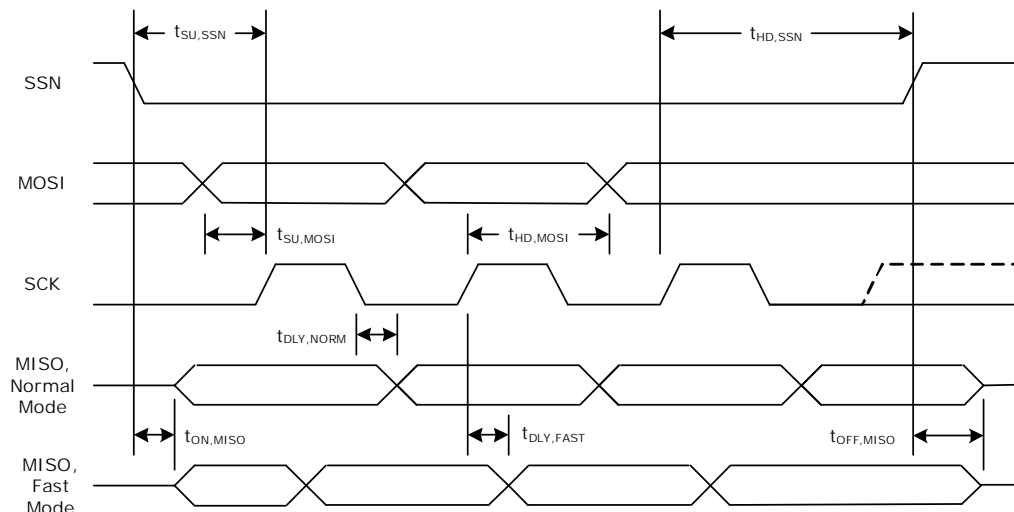 tSU,SSN
tHD,SSN
SSN
MOSI
tSU,MOSI
tHD,MOSI
SCK
tDLY,NORM
MISO,
Normal
Mode
tON,MISO
tDLY,FAST
tOFF,MISO
MISO,
Fast
Mode